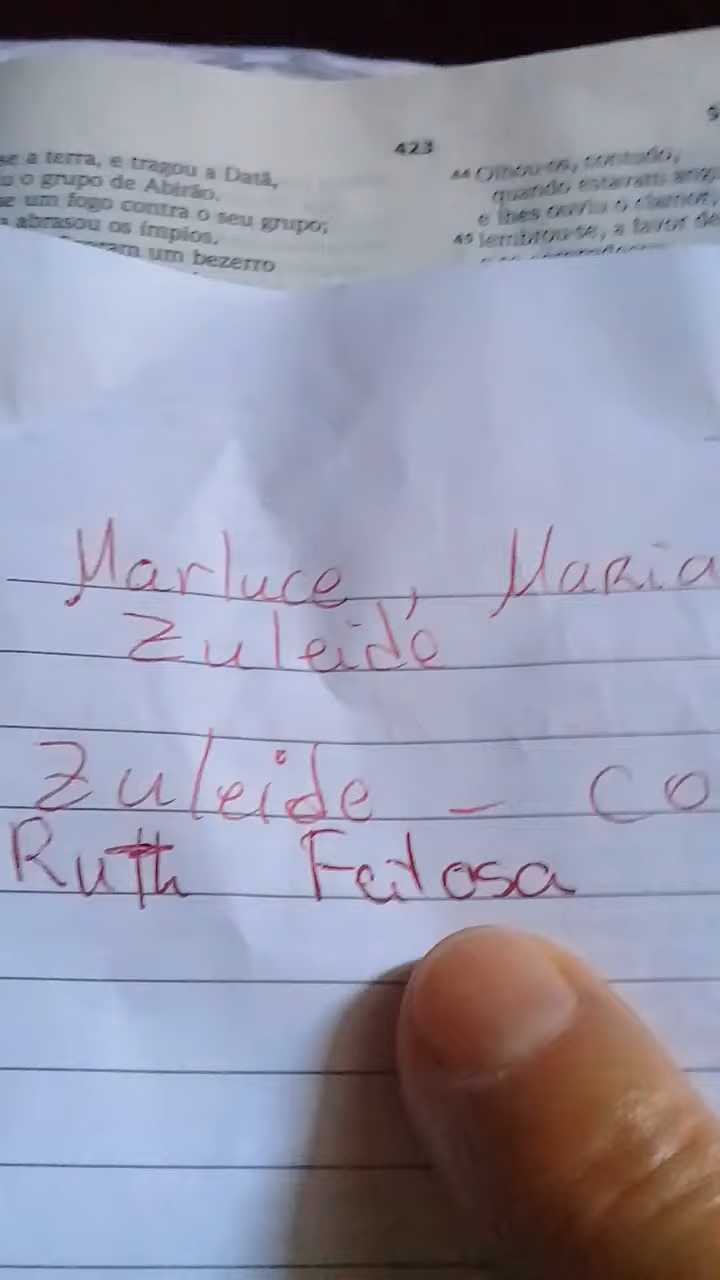 423
se a terra, e tragou a Datã,
u o grupo de Abirão.
e um fogo contra o seu grupo;
abrasou os ímpios.
um bezerro
44 Olhou-os, contudo,
quando estavam ang
e lhes ouviu o clamor;
45 lembrou-se, a favor de
Marluce, Maria
Zuleide
Zuleide - CO
Ruth Feitosa